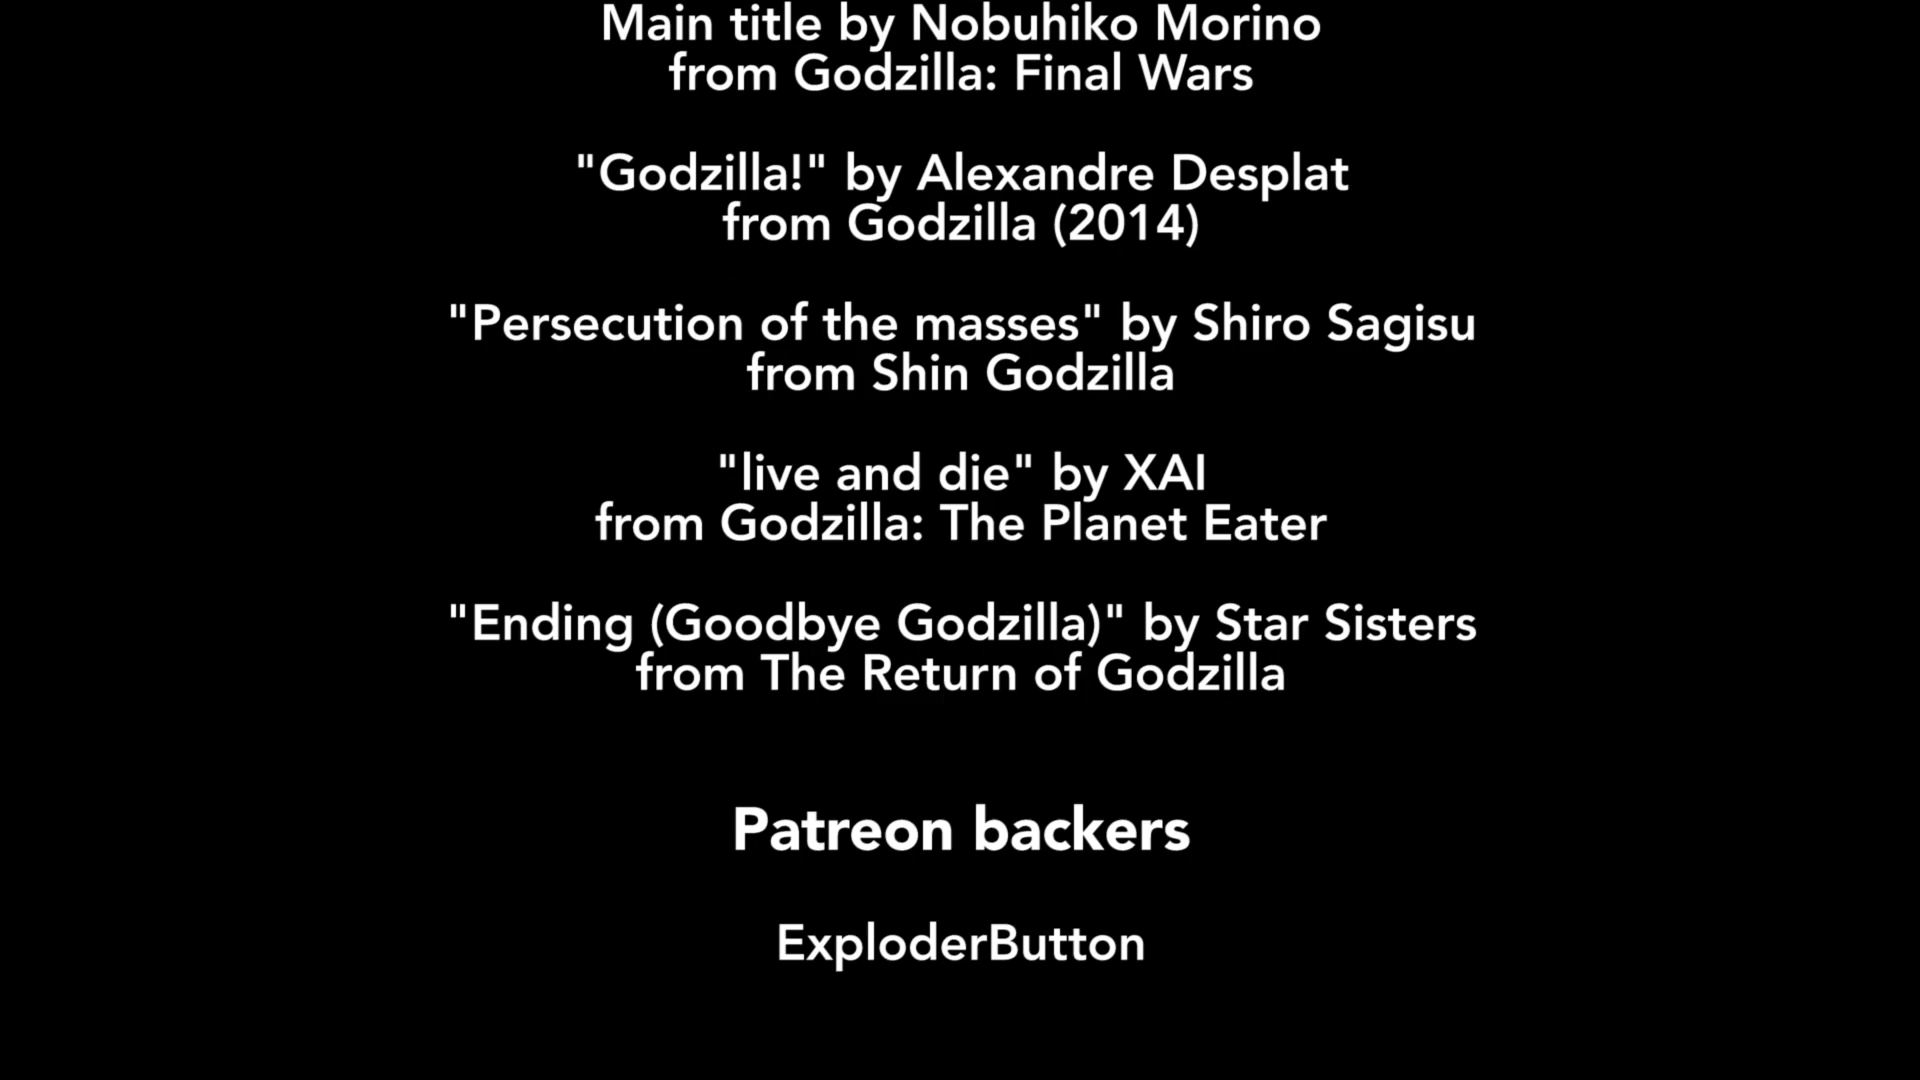 Main title by Nobuhiko Morino
from Godzilla: Final Wars
"Godzilla!" by Alexandre Desplat
from Godzilla (2014)
"Persecution of the masses" by Shiro Sagisu
from Shin Godzilla
"live and die" by XAI
from Godzilla: The Planet Eater
"Ending (Goodbye Godzilla)" by Star Sisters
from The Return of Godzilla
Patreon backers
ExploderButton